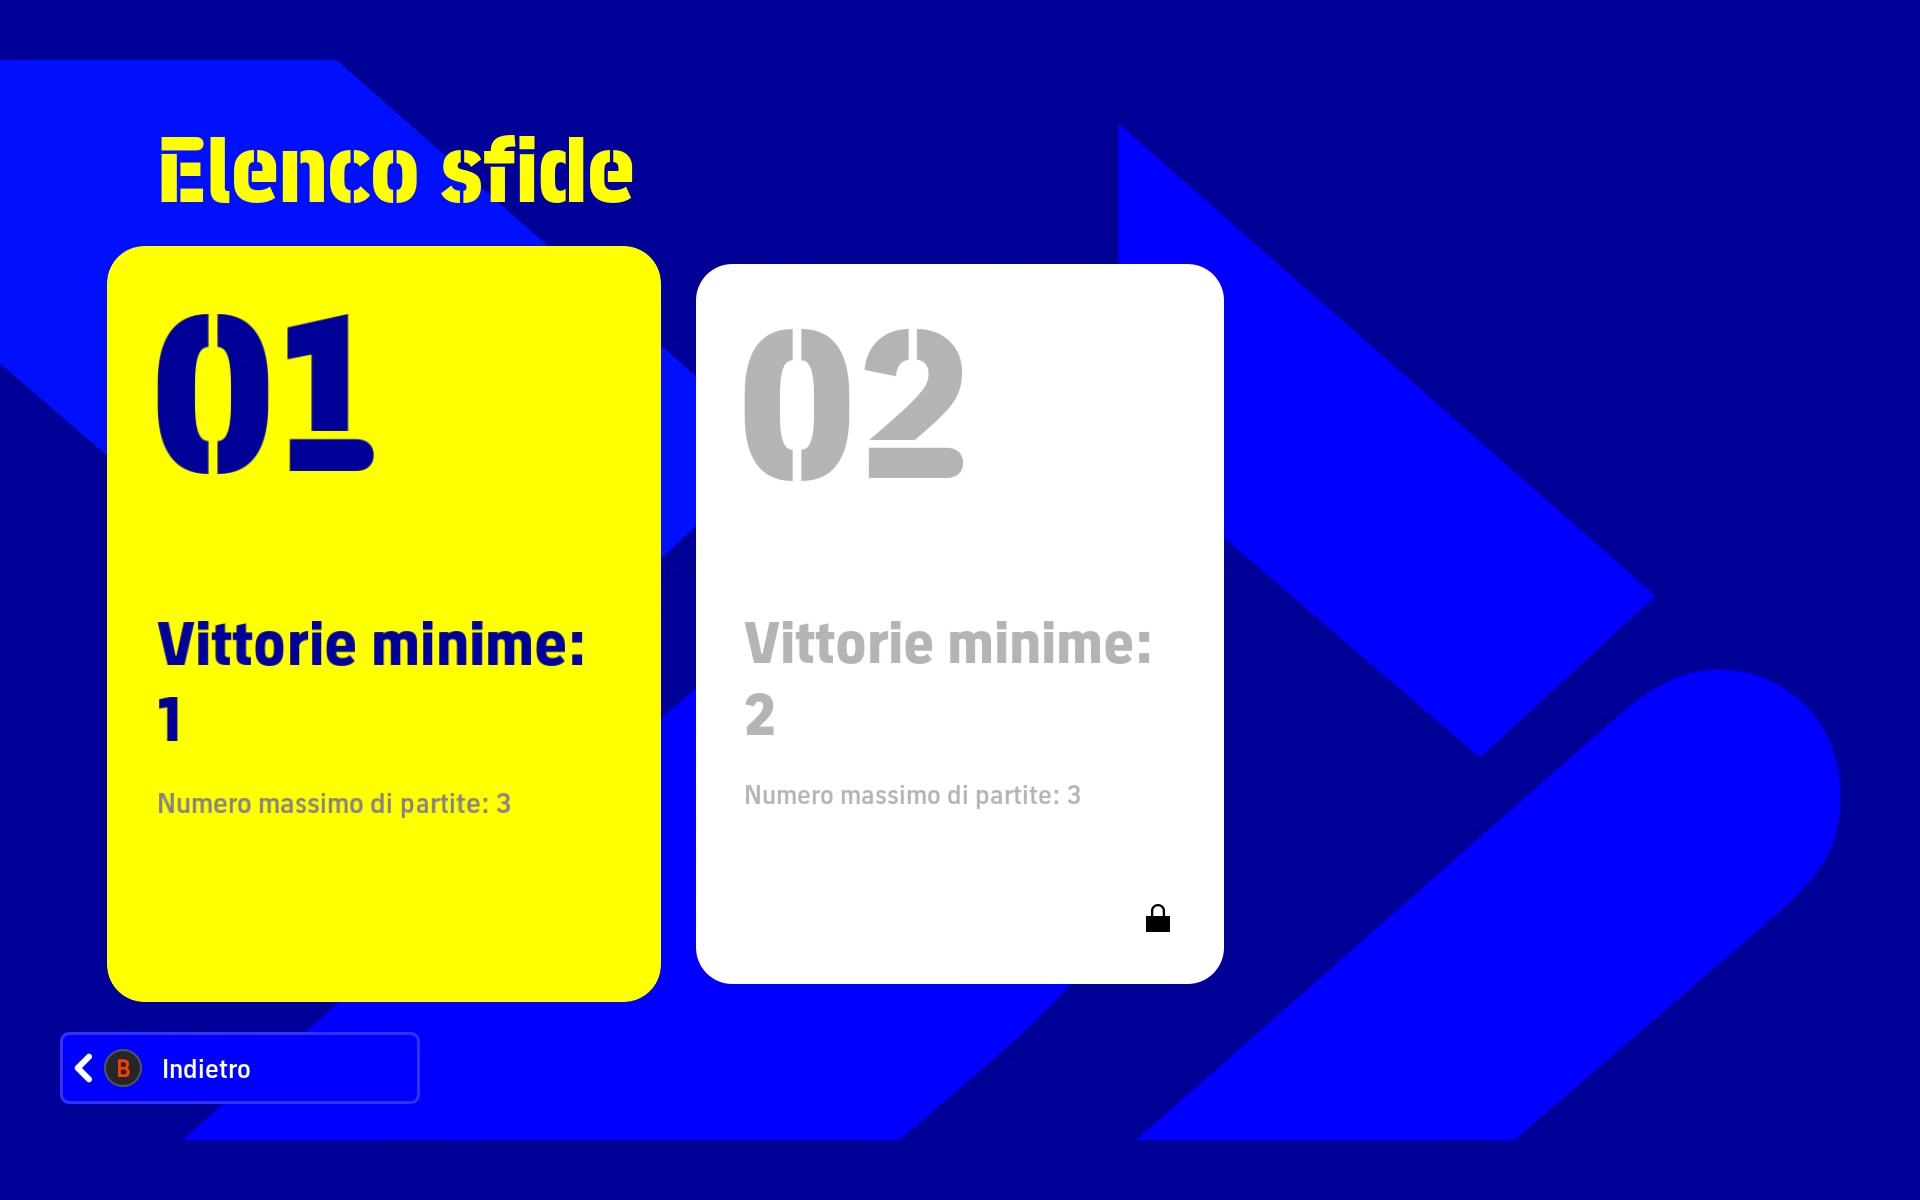 Elenco sfide
01
Vittorie minime:
1
Numero massimo di partite: 3
02
Vittorie minime:
2
Numero massimo di partite: 3
B Indietro